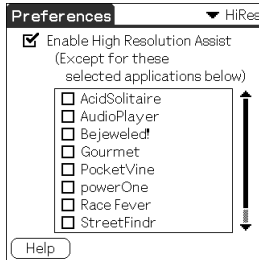 Preferences HiRes
Enable High Resolution Assist
(Except for these
selected applications below)
AcidSolitaire
AudioPlayer
Bejeweled!
Gourmet
PocketVine
powerOne
Race Fever
StreetFindr
Help